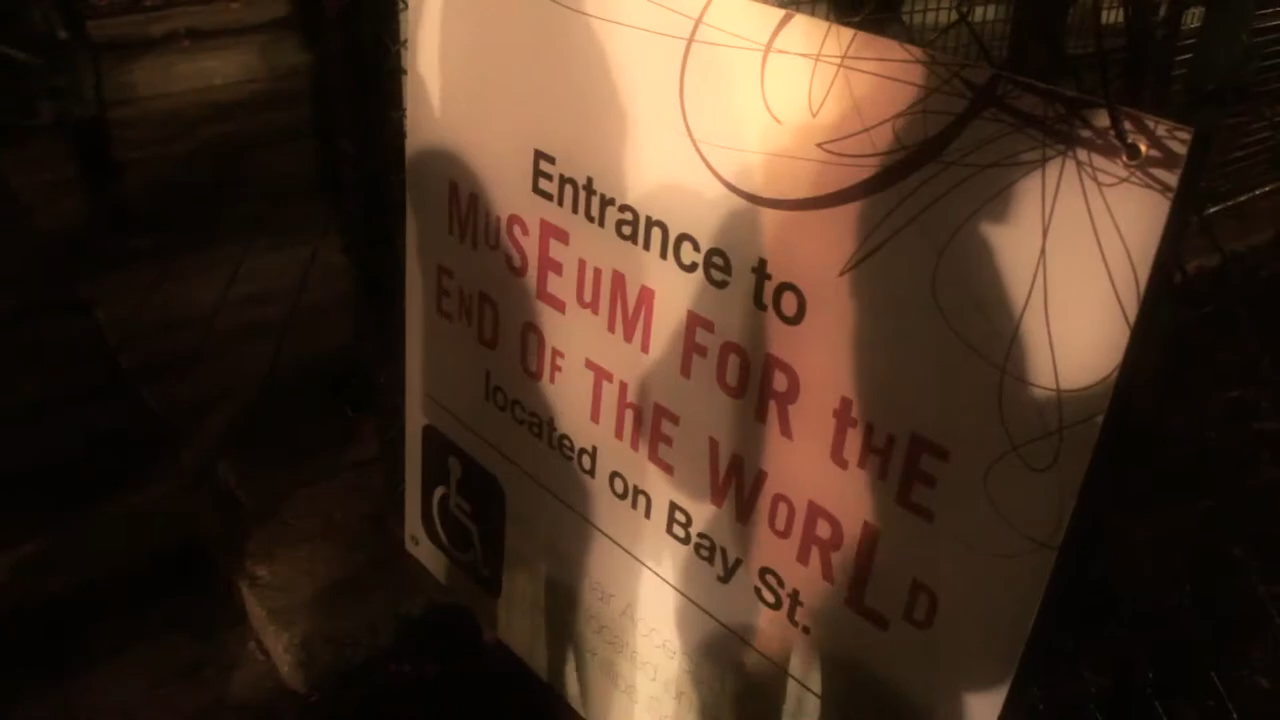 Entrance to
MuSEuM FoR tHE
END OF ThE WoRLD
located on Bay St.